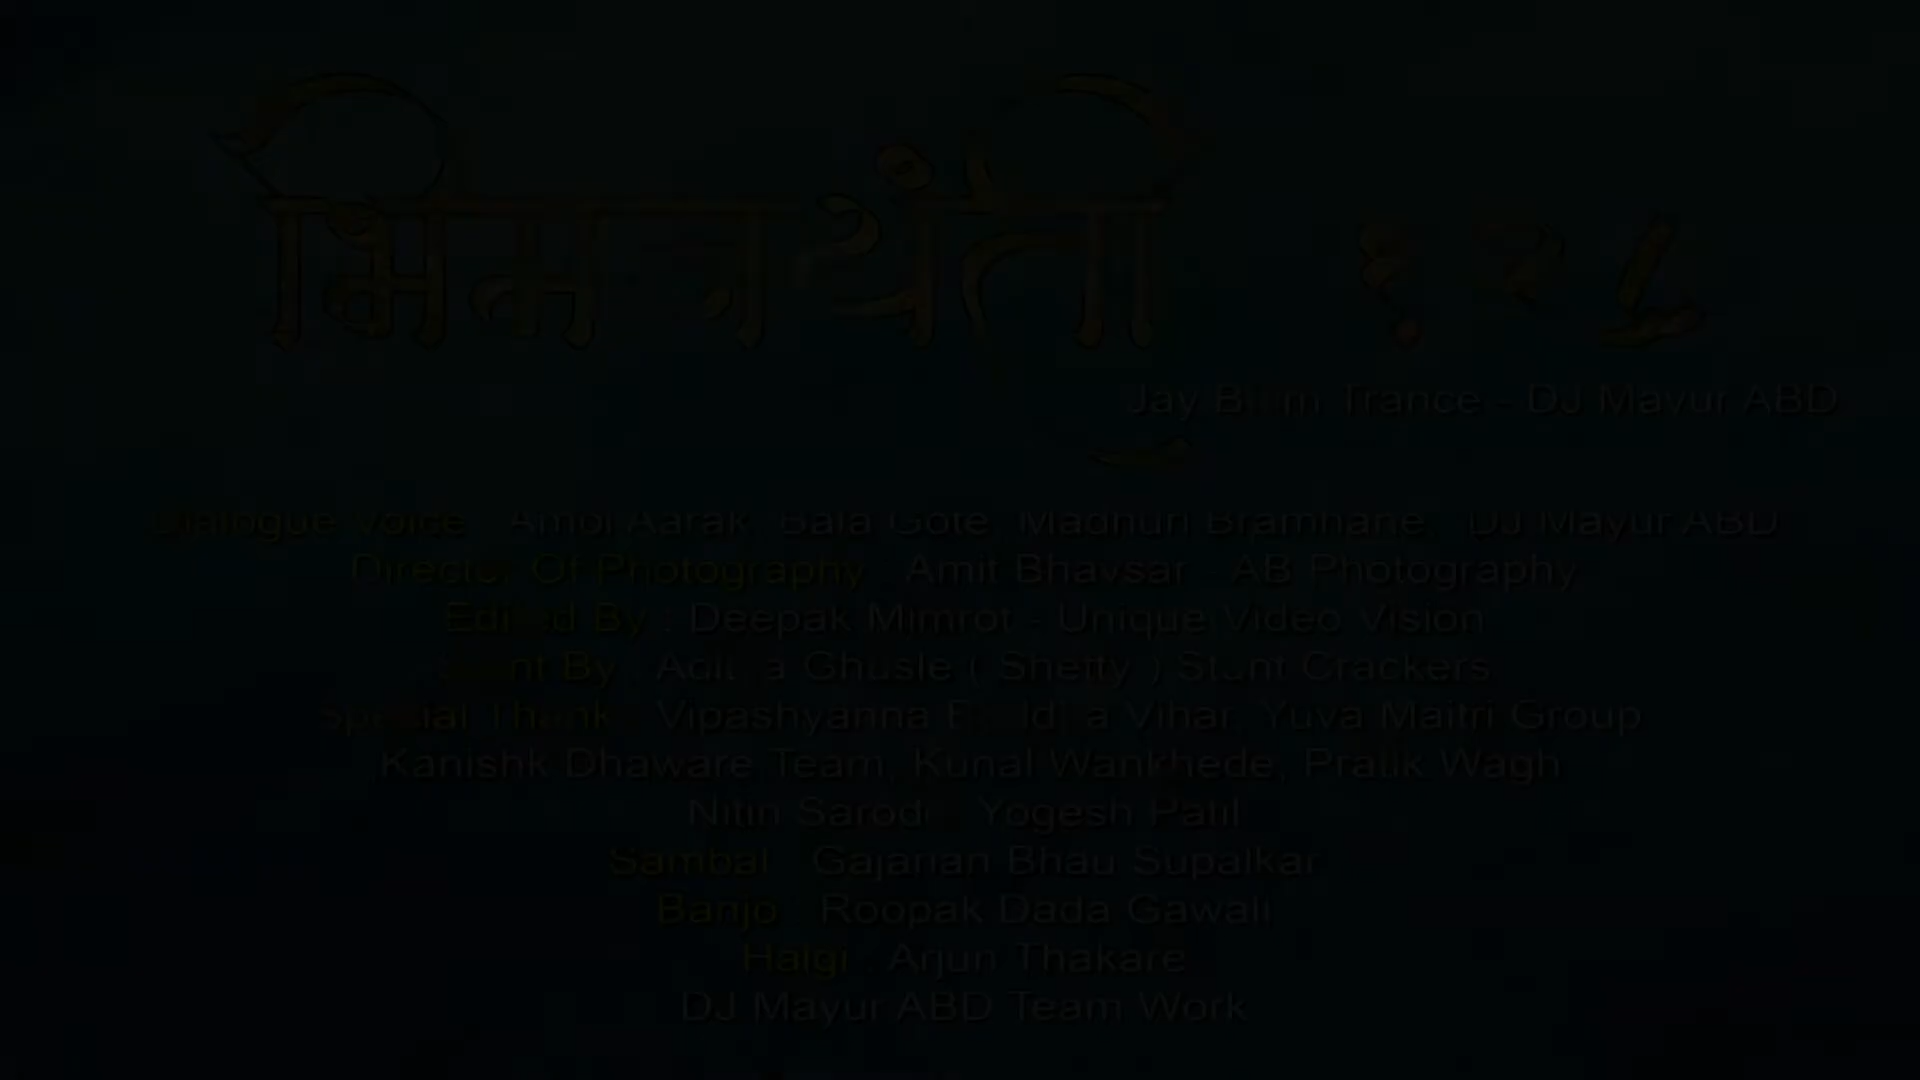 भिम जयंती १२८
Jay Bhim Trance - DJ Mayur ABD
Dialogue Voice : Amol Aarak, Bala Gote, Madhuri Bramhane, DJ Mayur ABD
Director Of Photography : Amit Bhavsar - AB Photography
Edited By : Deepak Mimrot - Unique Video Vision
Stunt By : Aditya Ghusle ( Shetty ) Stunt Crackers
Special Thanks : Vipashyanna Buddha Vihar, Yuva Maitri Group
Kanishk Dhaware Team, Kunal Wankhede, Pratik Wagh
Nitin Sarode, Yogesh Patil
Sambal : Gajanan Bhau Supalkar
Banjo : Roopak Dada Gawali
Halgi : Arjun Thakare
DJ Mayur ABD Team Work